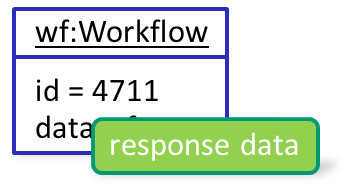 wf:Workflow
id = 4711
data
response data